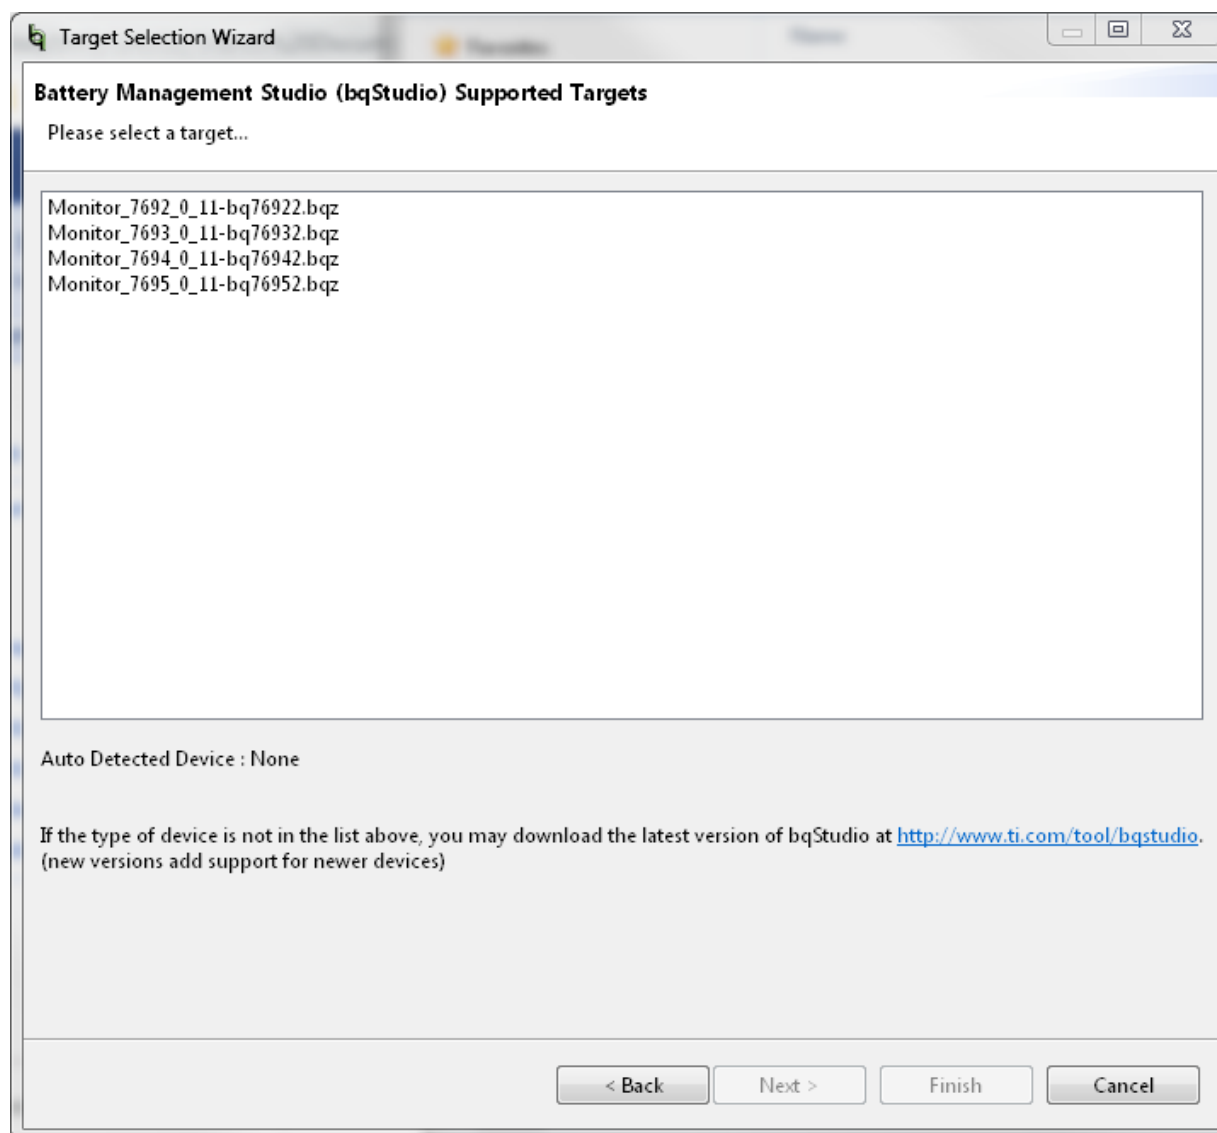 Target Selection Wizard
Battery Management Studio (bqStudio) Supported Targets
Please select a target...
Monitor_7692_0_11-bq76922.bqz
Monitor_7693_0_11-bq76932.bqz
Monitor_7694_0_11-bq76942.bqz
Monitor_7695_0_11-bq76952.bqz
Auto Detected Device : None
If the type of device is not in the list above, you may download the latest version of bqStudio at http://www.ti.com/tool/bqstudio.
(new versions add support for newer devices)
< Back
Next >
Finish
Cancel